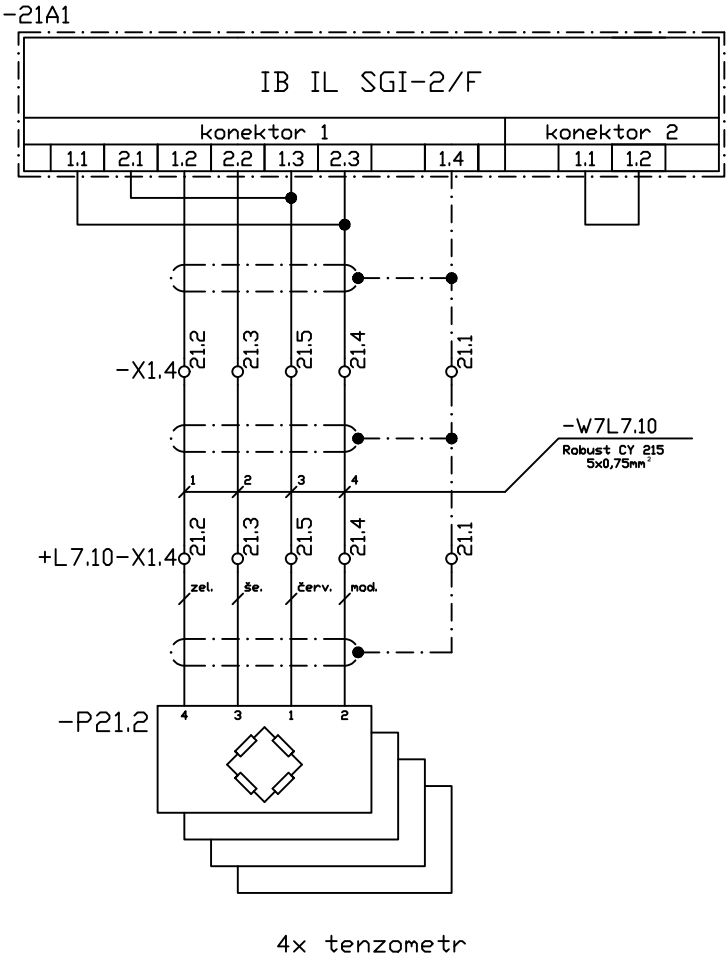 -21A1
IB IL SGI-2/F
konektor 1 konektor 2
1.1 2.1 1.2 2.2 1.3 2.3 1.4 1.1 1.2
21.2 21.3 21.5 21.4 21.1
-X1.4
-W7L7.10
Robust CY 215
5x0,75mm²
1 2 3 4
21.2 21.3 21.5 21.4 21.1
+L7.10-X1.4
zel. še. červ. mod.
-P21.2
4 3 1 2
4x tenzometr